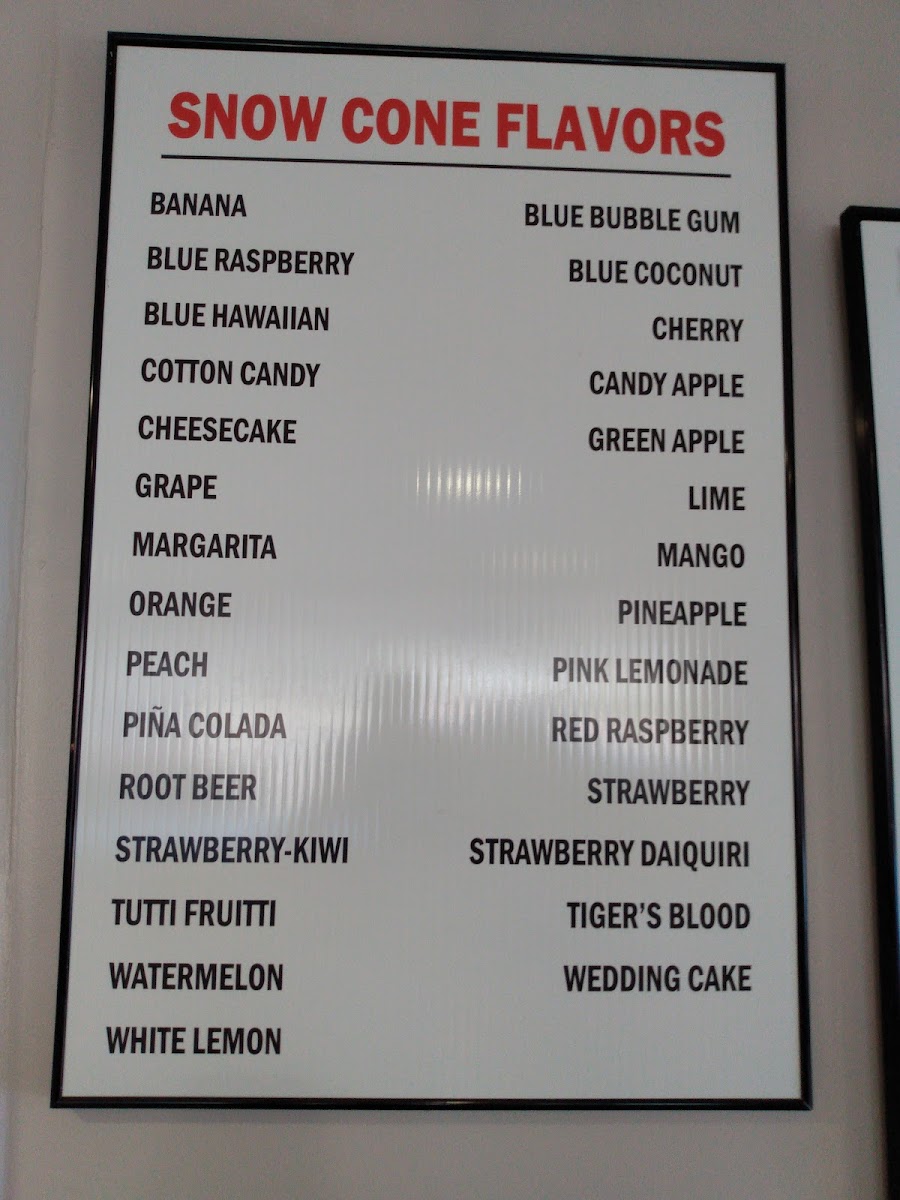 SNOW CONE FLAVORS
BANANA
BLUE RASPBERRY
BLUE HAWAIIAN
COTTON CANDY
CHEESECAKE
GRAPE
MARGARITA
ORANGE
PEACH
PIÑA COLADA
ROOT BEER
STRAWBERRY-KIWI
TUTTI FRUITTI
WATERMELON
WHITE LEMON
BLUE BUBBLE GUM
BLUE COCONUT
CHERRY
CANDY APPLE
GREEN APPLE
LIME
MANGO
PINEAPPLE
PINK LEMONADE
RED RASPBERRY
STRAWBERRY
STRAWBERRY DAIQUIRI
TIGER'S BLOOD
WEDDING CAKE